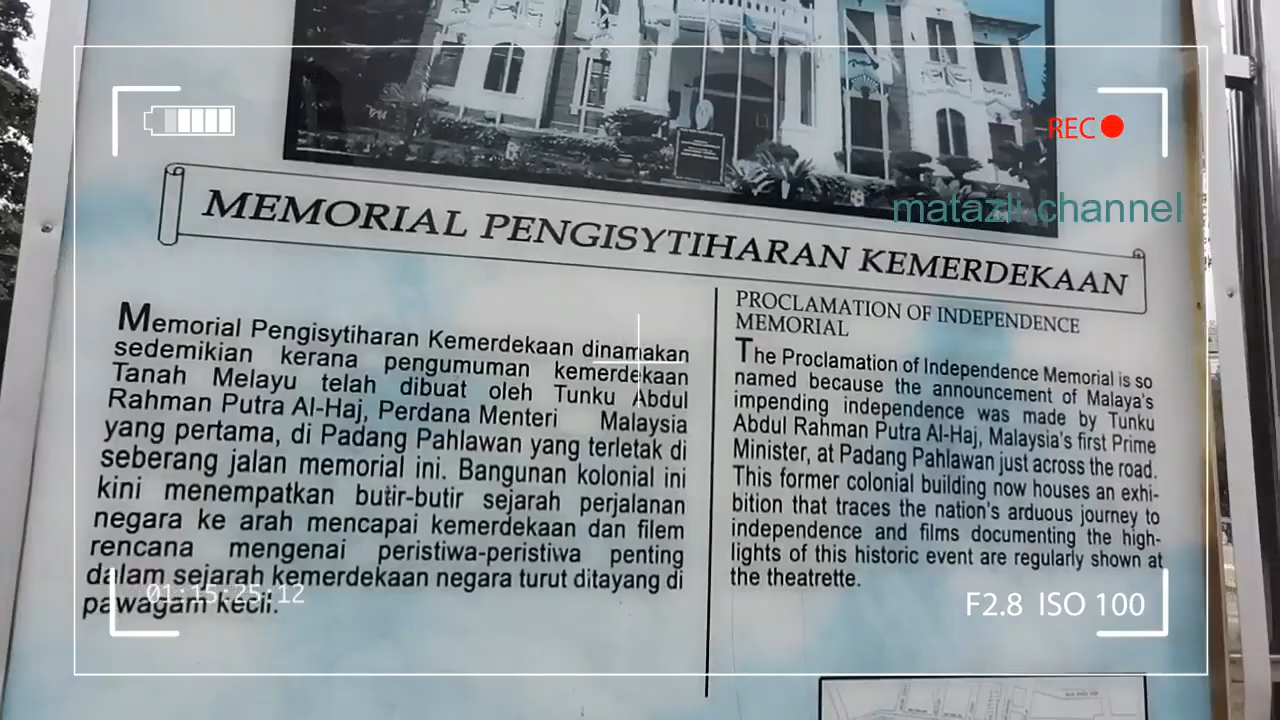 REC
matazli channel
MEMORIAL PENGISYTIHARAN KEMERDEKAAN
Memorial Pengisytiharan Kemerdekaan dinamakan
sedemikian kerana pengumuman kemerdekaan
Tanah Melayu telah dibuat oleh Tunku Abdul
Rahman Putra Al-Haj, Perdana Menteri Malaysia
yang pertama, di Padang Pahlawan yang terletak di
seberang jalan memorial ini. Bangunan kolonial ini
kini menempatkan butir-butir sejarah perjalanan
negara ke arah mencapai kemerdekaan dan filem
rencana mengenai peristiwa-peristiwa penting
dalam sejarah kemerdekaan negara turut ditayang di
pawagam kecil.
PROCLAMATION OF INDEPENDENCE
MEMORIAL
The Proclamation of Independence Memorial is so
named because the announcement of Malaya's
impending independence was made by Tunku
Abdul Rahman Putra Al-Haj, Malaysia's first Prime
Minister, at Padang Pahlawan just across the road.
This former colonial building now houses an exhi-
bition that traces the nation's arduous journey to
independence and films documenting the high-
lights of this historic event are regularly shown at
the theatrette.
01:15:25:12
F2.8 ISO 100